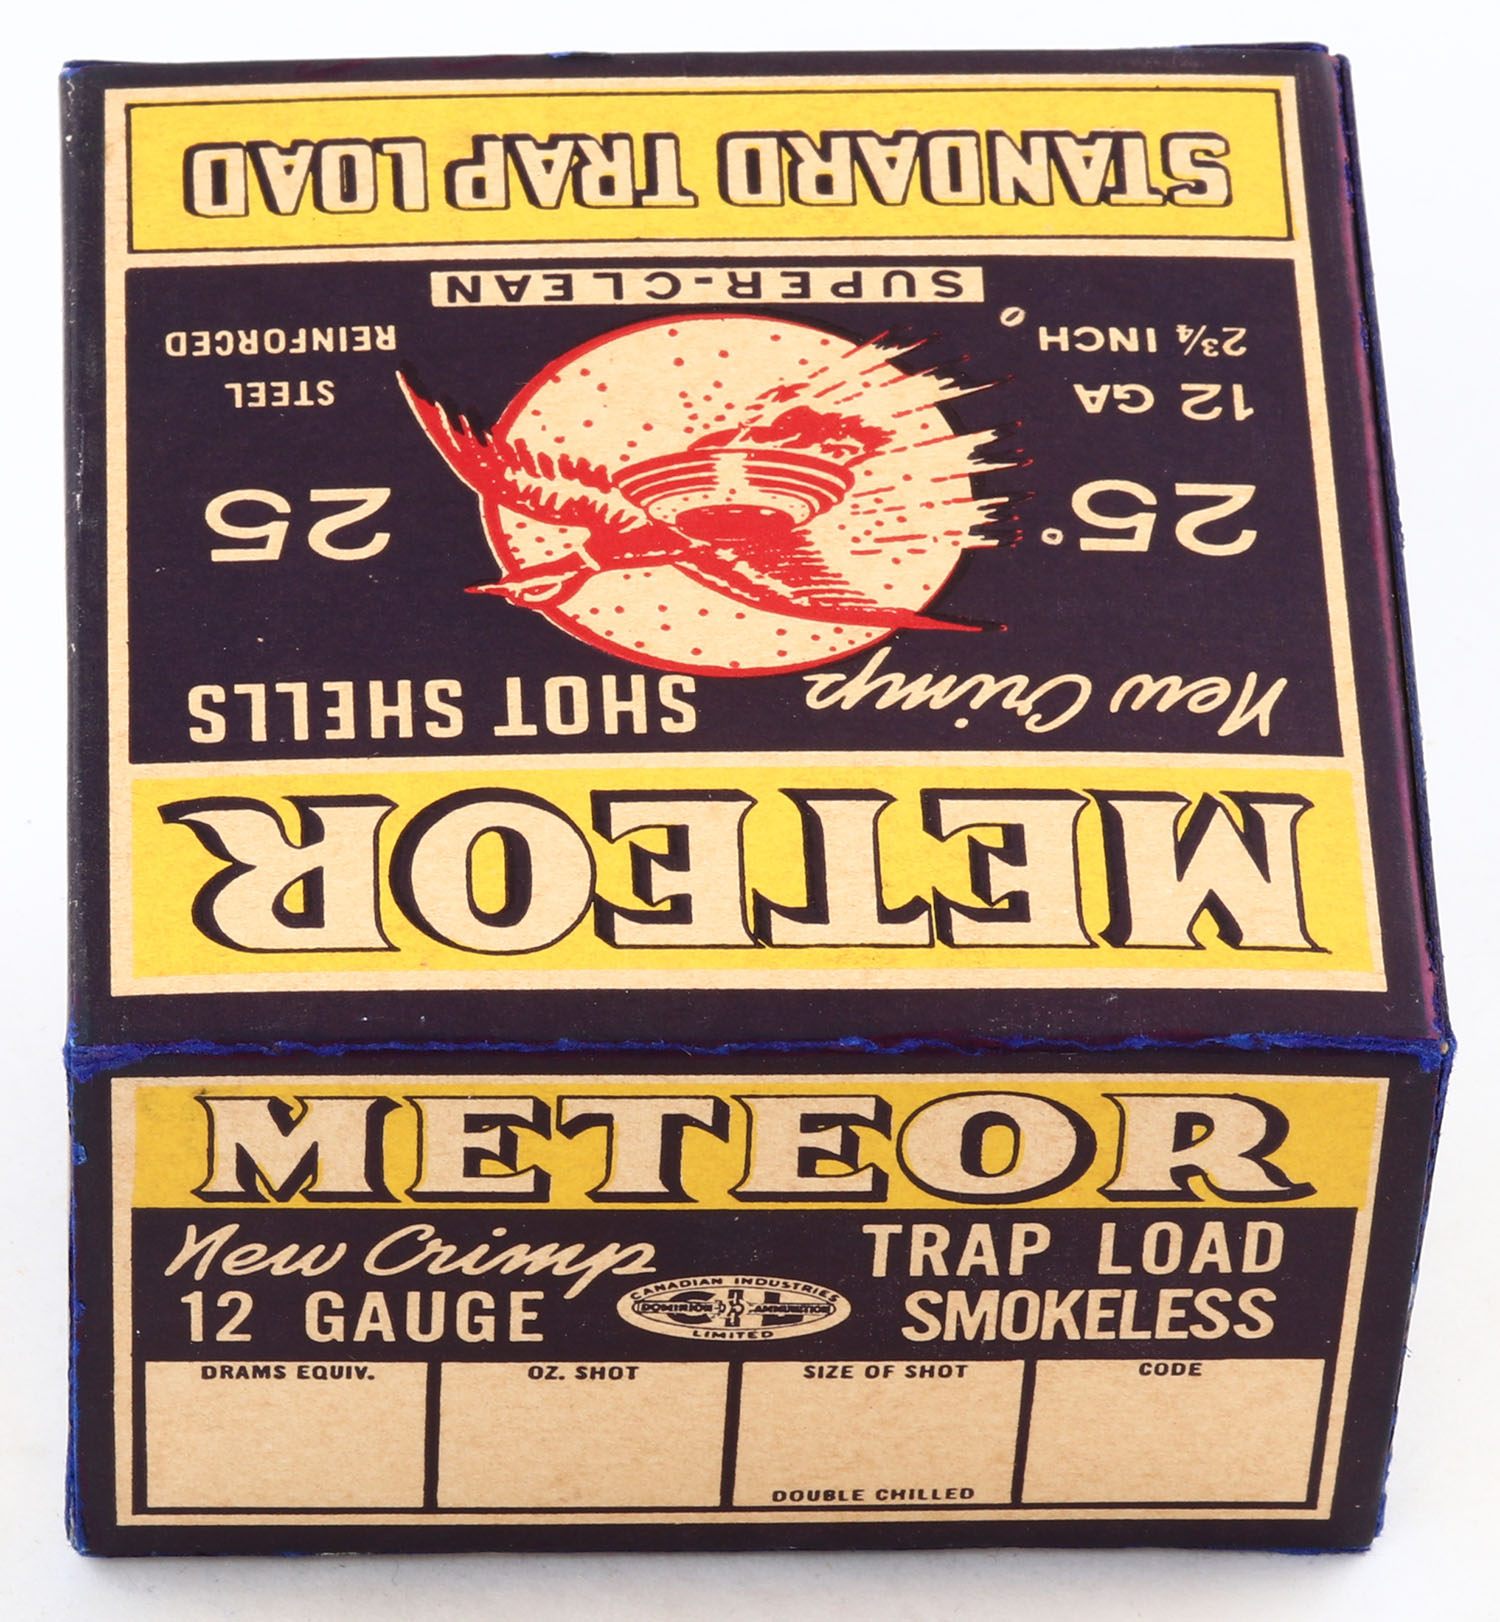 METEOR
New Crimp SHOT SHELLS
25 25
12 GA STEEL
2¾ INCH REINFORCED
SUPER-CLEAN
STANDARD TRAP LOAD
METEOR
New Crimp TRAP LOAD
12 GAUGE SMOKELESS
CANADIAN INDUSTRIES
DOMINION AMMUNITION
LIMITED
DRAMS EQUIV. OZ. SHOT SIZE OF SHOT CODE
DOUBLE CHILLED